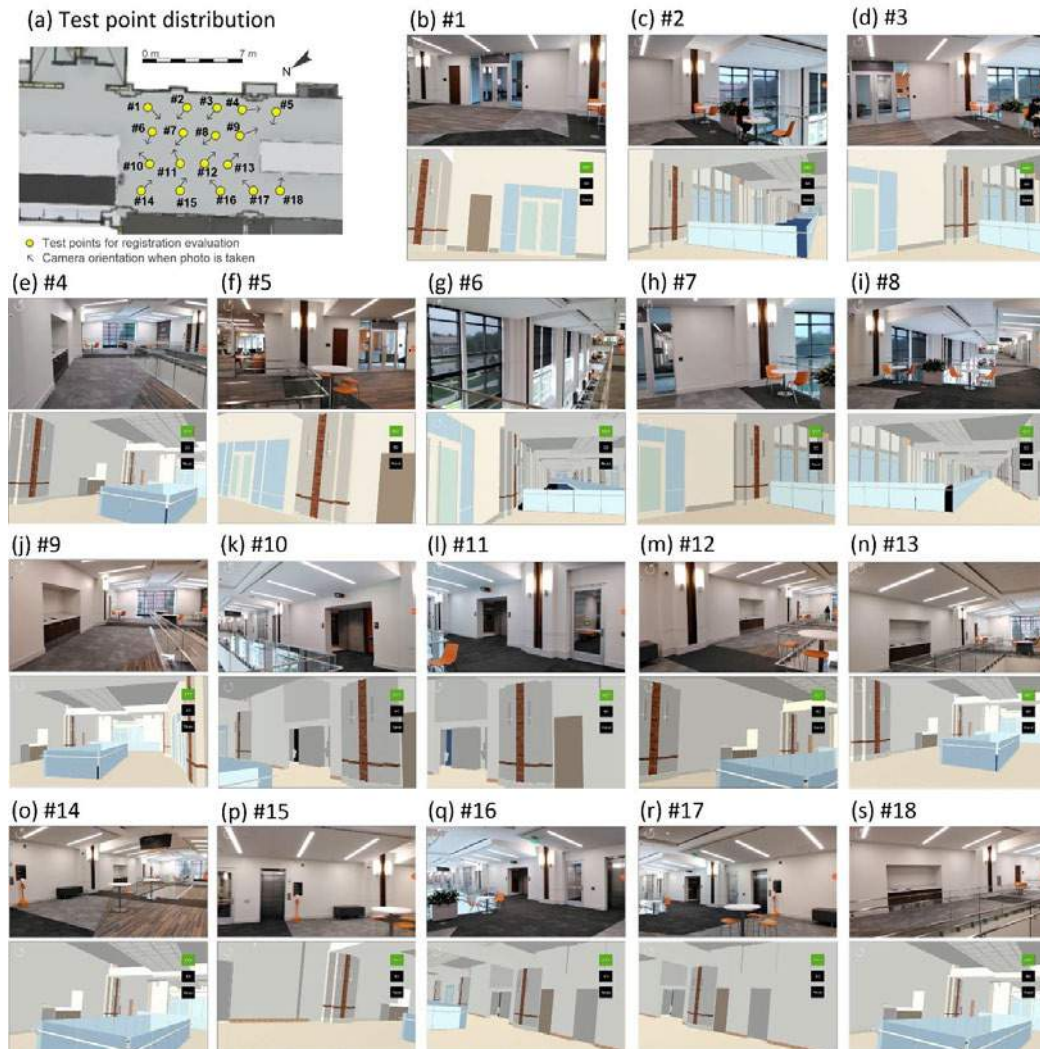 (a) Test point distribution
0 m 7 m
N
#1 #2 #3 #4 #5
#6 #7 #8 #9
#10 #11 #12 #13
#14 #15 #16 #17 #18
Test points for registration evaluation
Camera orientation when photo is taken
(b) #1
(c) #2
(d) #3
(e) #4
(f) #5
(g) #6
(h) #7
(i) #8
(j) #9
(k) #10
(l) #11
(m) #12
(n) #13
(o) #14
(p) #15
(q) #16
(r) #17
(s) #18